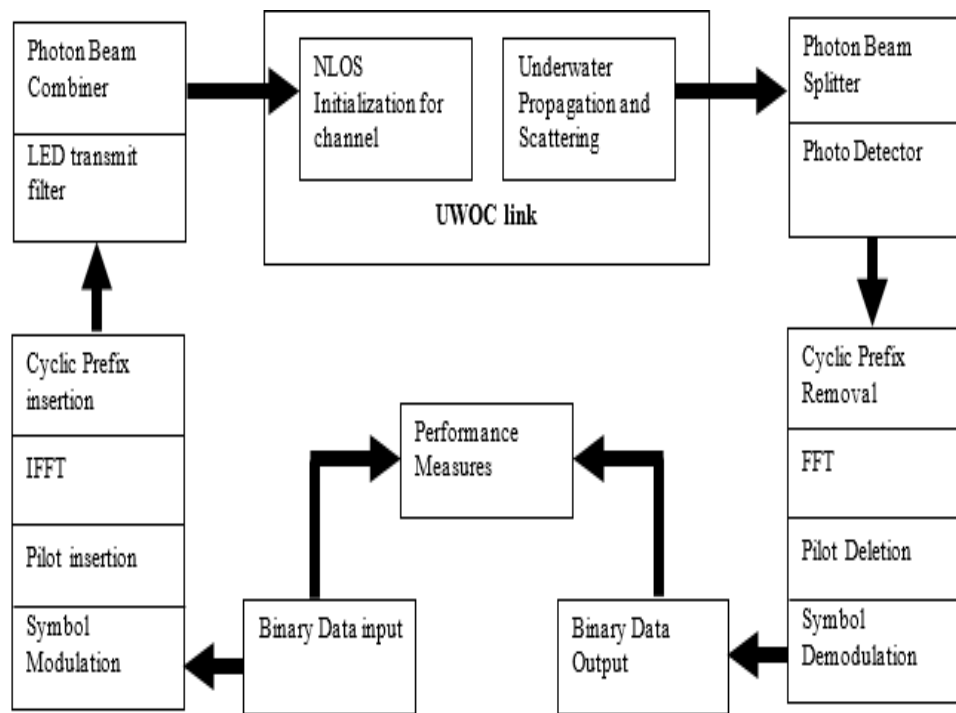 Photon Beam
Combiner
LED transmit
filter
NLOS
Initialization for
channel
Underwater
Propagation and
Scattering
UWOC link
Photon Beam
Splitter
Photo Detector
Cyclic Prefix
insertion
IFFT
Pilot insertion
Symbol
Modulation
Performance
Measures
Binary Data input
Binary Data
Output
Cyclic Prefix
Removal
FFT
Pilot Deletion
Symbol
Demodulation